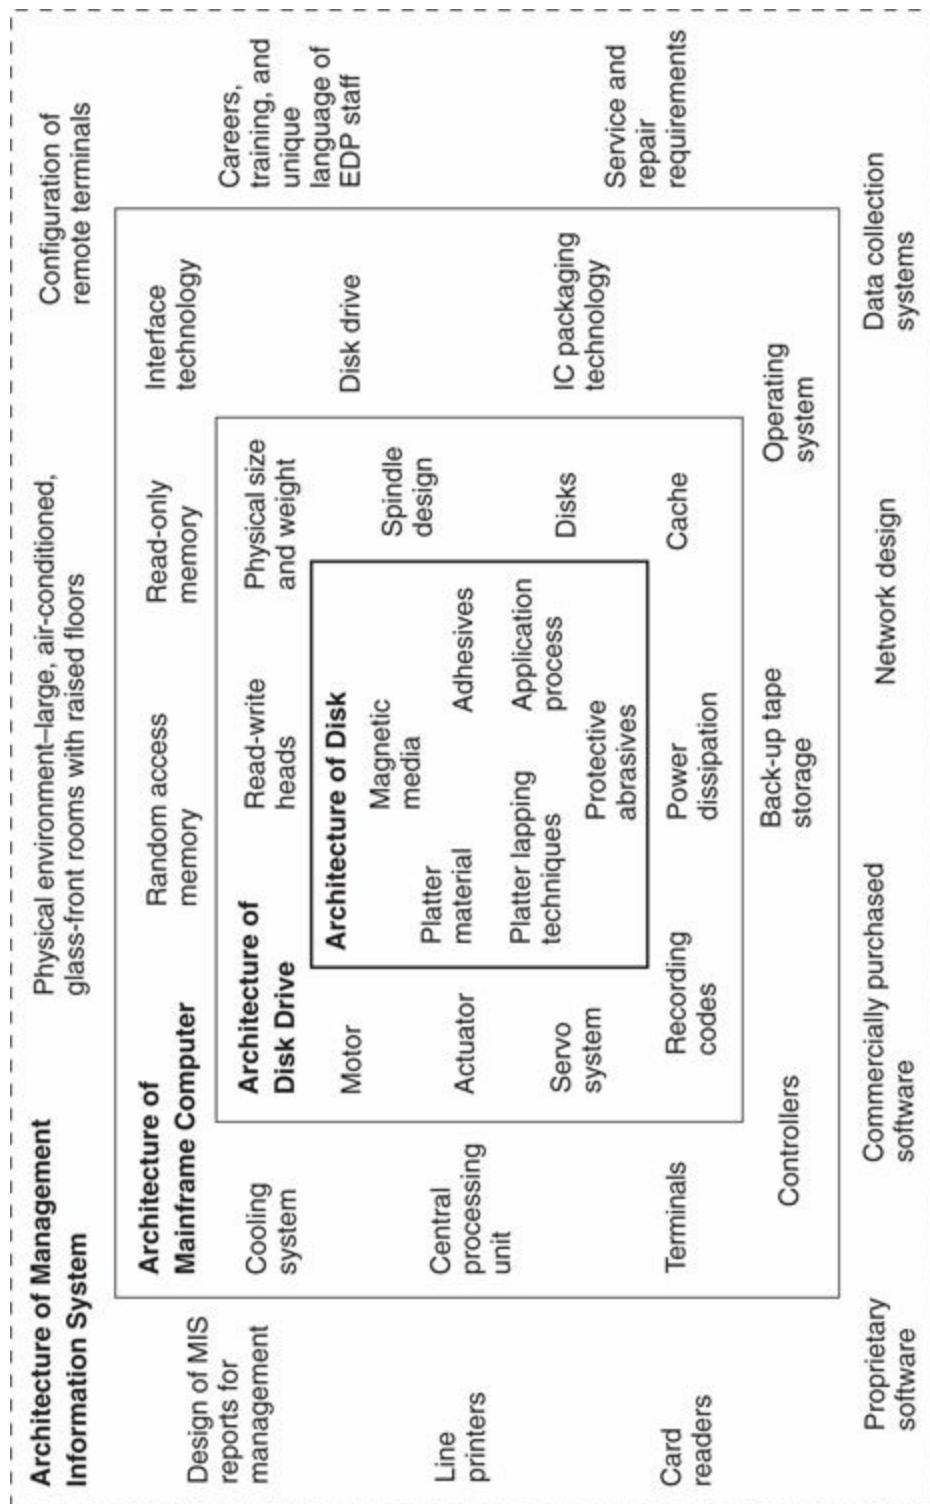 Architecture of Management
Information System
Physical environment–large, air-conditioned,
glass-front rooms with raised floors
Configuration of
remote terminals
Design of MIS
reports for
management
Line
printers
Card
readers
Proprietary
software
Commercially purchased
software
Network design
Data collection
systems
Careers,
training, and
unique
language of
EDP staff
Service and
repair
requirements
Architecture of
Mainframe Computer
Random access
memory
Read-only
memory
Interface
technology
Cooling
system
Central
processing
unit
Terminals
Controllers
Back-up tape
storage
Operating
system
Disk drive
IC packaging
technology
Architecture of
Disk Drive
Read-write
heads
Physical size
and weight
Motor
Actuator
Servo
system
Recording
codes
Power
dissipation
Cache
Spindle
design
Disks
Architecture of Disk
Magnetic
media
Platter
material
Adhesives
Platter lapping
techniques
Application
process
Protective
abrasives